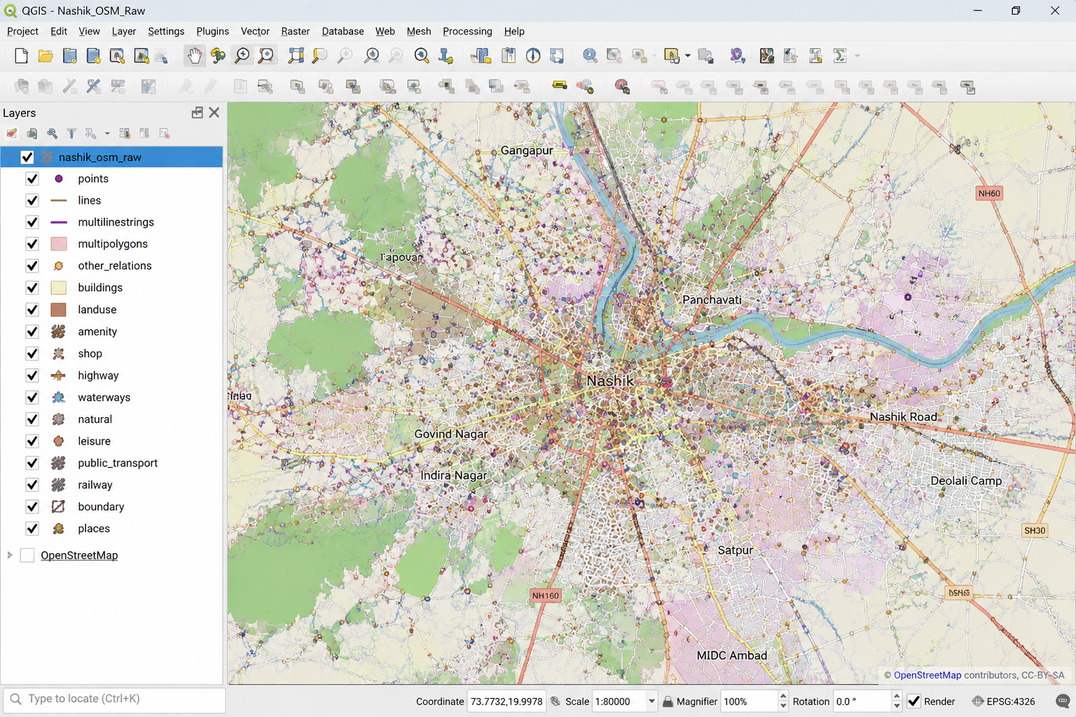 QGIS - Nashik_OSM_Raw
Project Edit View Layer Settings Plugins Vector Raster Database Web Mesh Processing Help
Layers
nashik_osm_raw
points
lines
multilinestrings
multipolygons
other_relations
buildings
landuse
amenity
shop
highway
waterways
natural
leisure
public_transport
railway
boundary
places
OpenStreetMap
Gangapur
NH60
Panchavati
Nashik
Govind Nagar
Nashik Road
Indira Nagar
Deolali Camp
SH30
Satpur
NH160
MIDC Ambad
© OpenStreetMap contributors, CC-BY-SA
Type to locate (Ctrl+K)
Coordinate 73.7732,19.9978 Scale 1:80000 Magnifier 100% Rotation 0.0 ° Render EPSG:4326